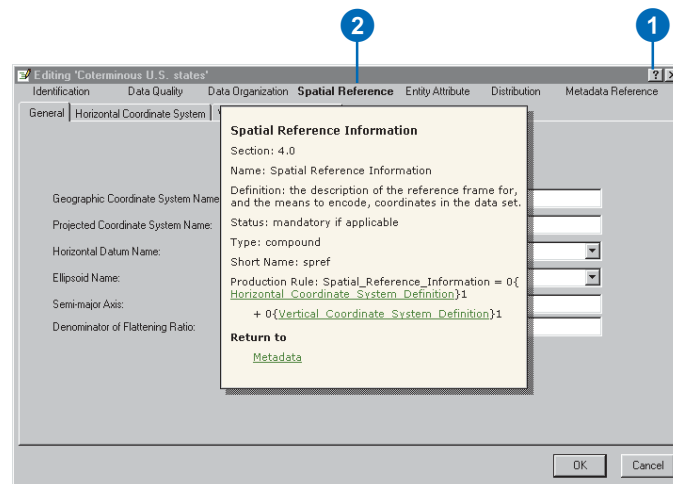 2
1
Editing 'Coterminous U.S. states'
?
Identification Data Quality Data Organization Spatial Reference Entity Attribute Distribution Metadata Reference
General Horizontal Coordinate System
Spatial Reference Information
Section: 4.0
Name: Spatial Reference Information
Definition: the description of the reference frame for,
and the means to encode, coordinates in the data set.
Status: mandatory if applicable
Type: compound
Short Name: spref
Production Rule: Spatial_Reference_Information = 0{
Horizontal_Coordinate_System_Definition}1
+ 0{Vertical_Coordinate_System_Definition}1
Return to
Metadata
Geographic Coordinate System Name
Projected Coordinate System Name:
Horizontal Datum Name:
Ellipsoid Name:
Semi-major Axis:
Denominator of Flattening Ratio:
OK Cancel